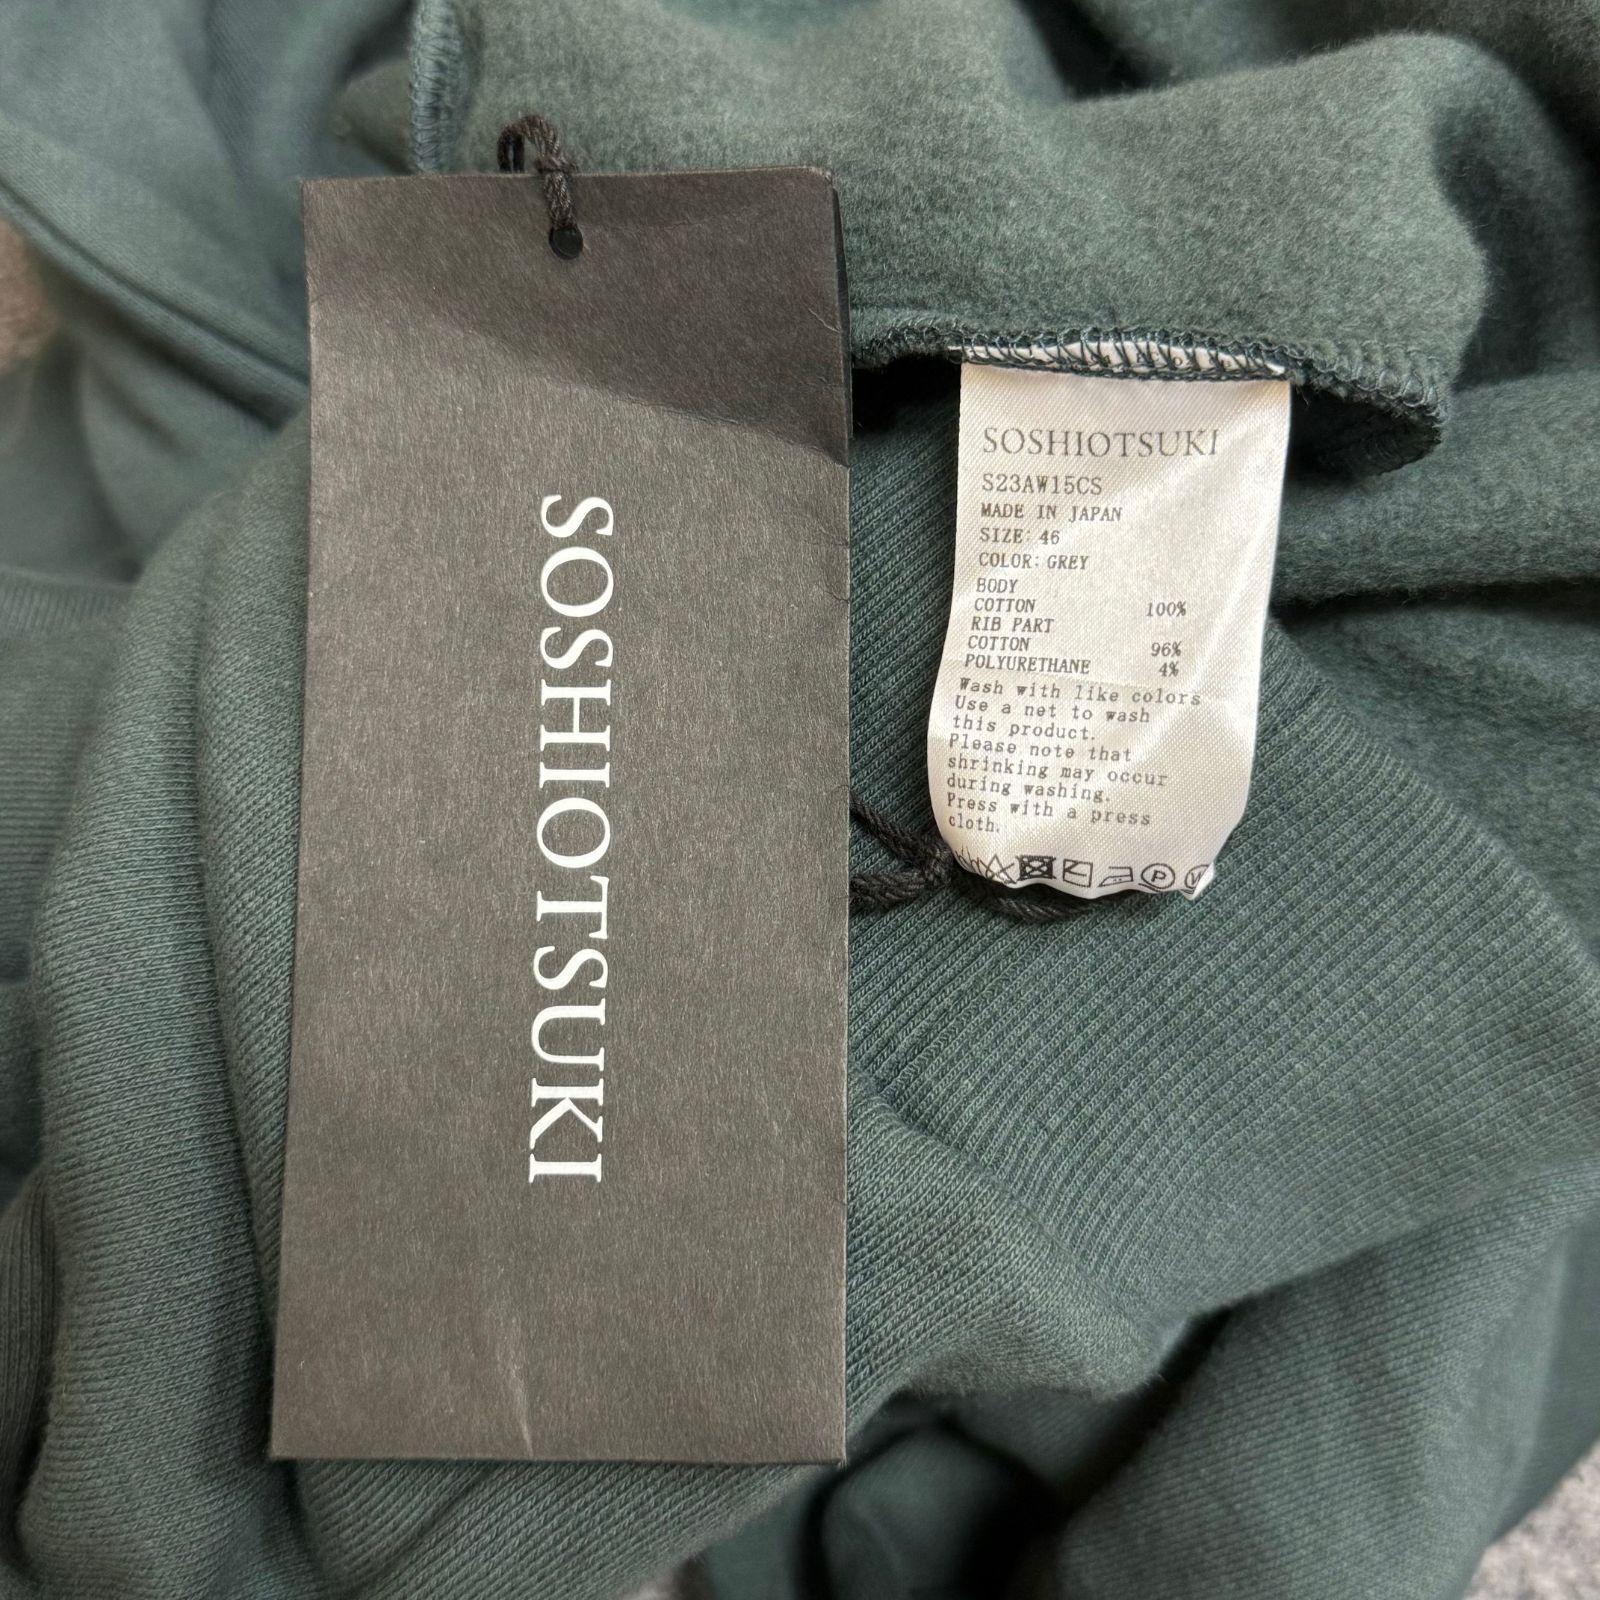 SOSHIOTSUKI
SOSHIOTSUKI
S23AW15CS
MADE IN JAPAN
SIZE: 46
COLOR: GREY
BODY
COTTON 100%
RIB PART
COTTON 96%
POLYURETHANE 4%
Wash with like colors
Use a net to wash
this product.
Please note that
shrinking may occur
during washing.
Press with a press
cloth.
P
W